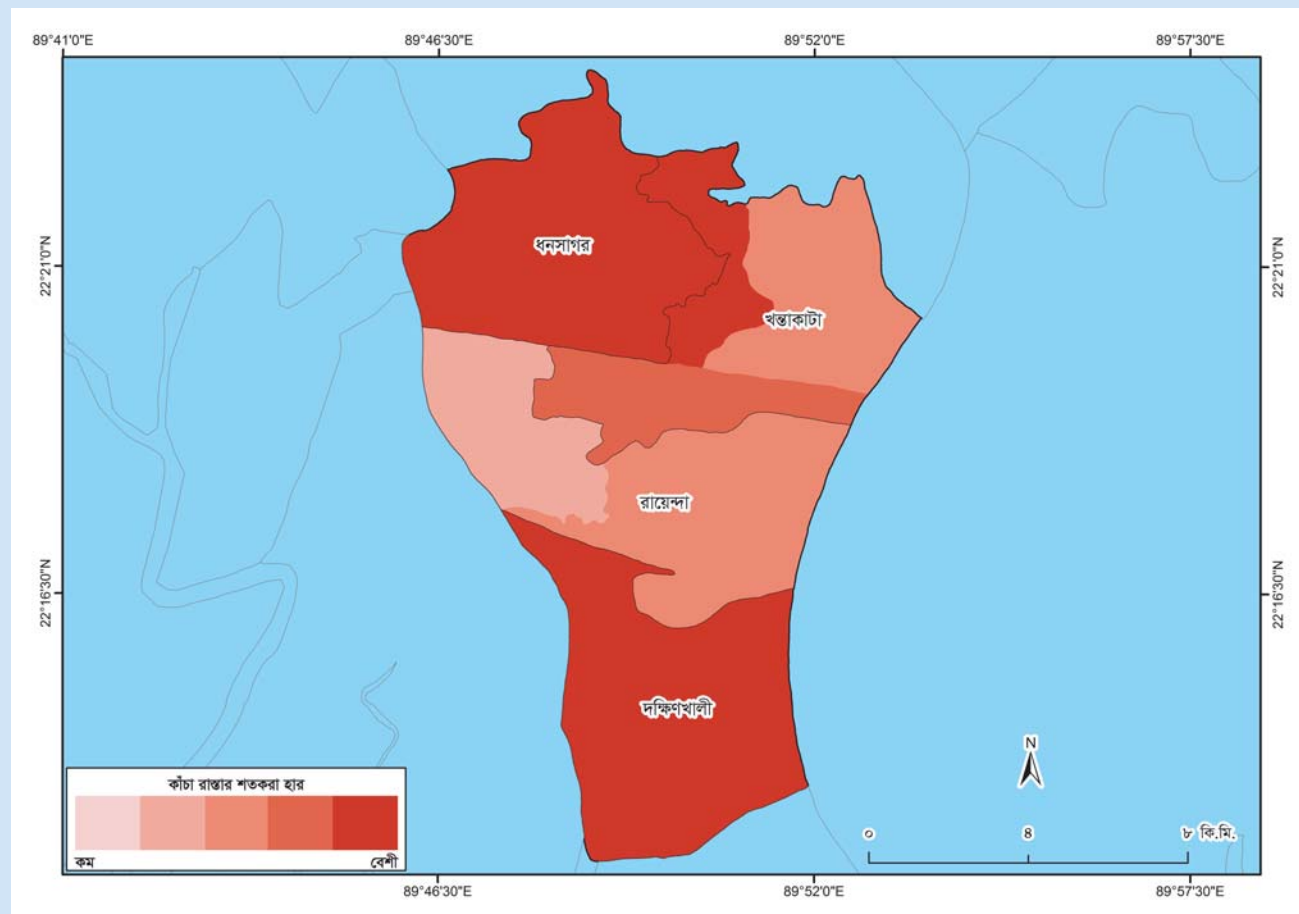 89°41'0"E 89°46'30"E 89°52'0"E 89°57'30"E
22°21'0"N 22°21'0"N
ধনসাগর
খন্তাকাটা
রায়েন্দা
22°16'30"N 22°16'30"N
দক্ষিণখালী
N
কাঁচা রাস্তার শতকরা হার
কম বেশী
০ ৪ ৮ কি.মি.
89°46'30"E 89°52'0"E 89°57'30"E